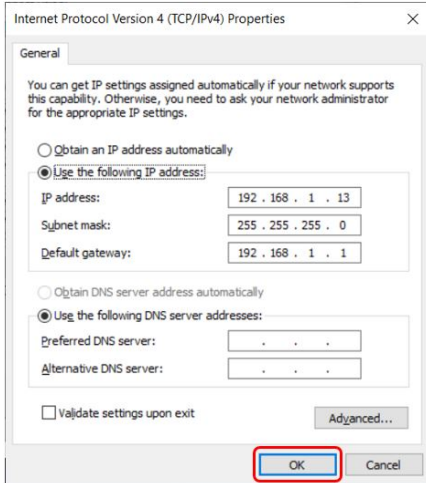 Internet Protocol Version 4 (TCP/IPv4) Properties
General
You can get IP settings assigned automatically if your network supports
this capability. Otherwise, you need to ask your network administrator
for the appropriate IP settings.
Obtain an IP address automatically
Use the following IP address:
IP address: 192 . 168 . 1 . 13
Subnet mask: 255 . 255 . 255 . 0
Default gateway: 192 . 168 . 1 . 1
Obtain DNS server address automatically
Use the following DNS server addresses:
Preferred DNS server: . . .
Alternative DNS server: . . .
Validate settings upon exit
Advanced...
OK Cancel